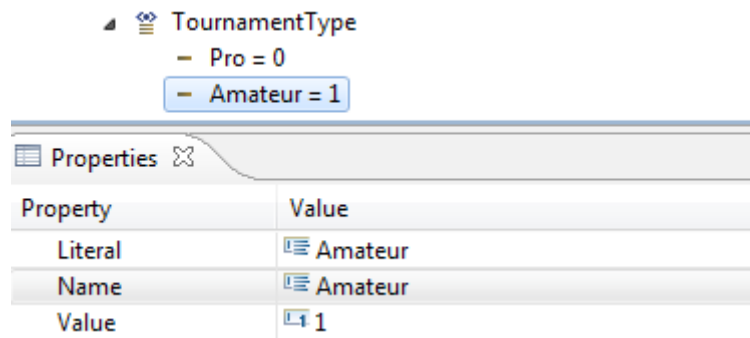 TournamentType
Pro = 0
Amateur = 1
Properties
Property Value
Literal Amateur
Name Amateur
Value 1